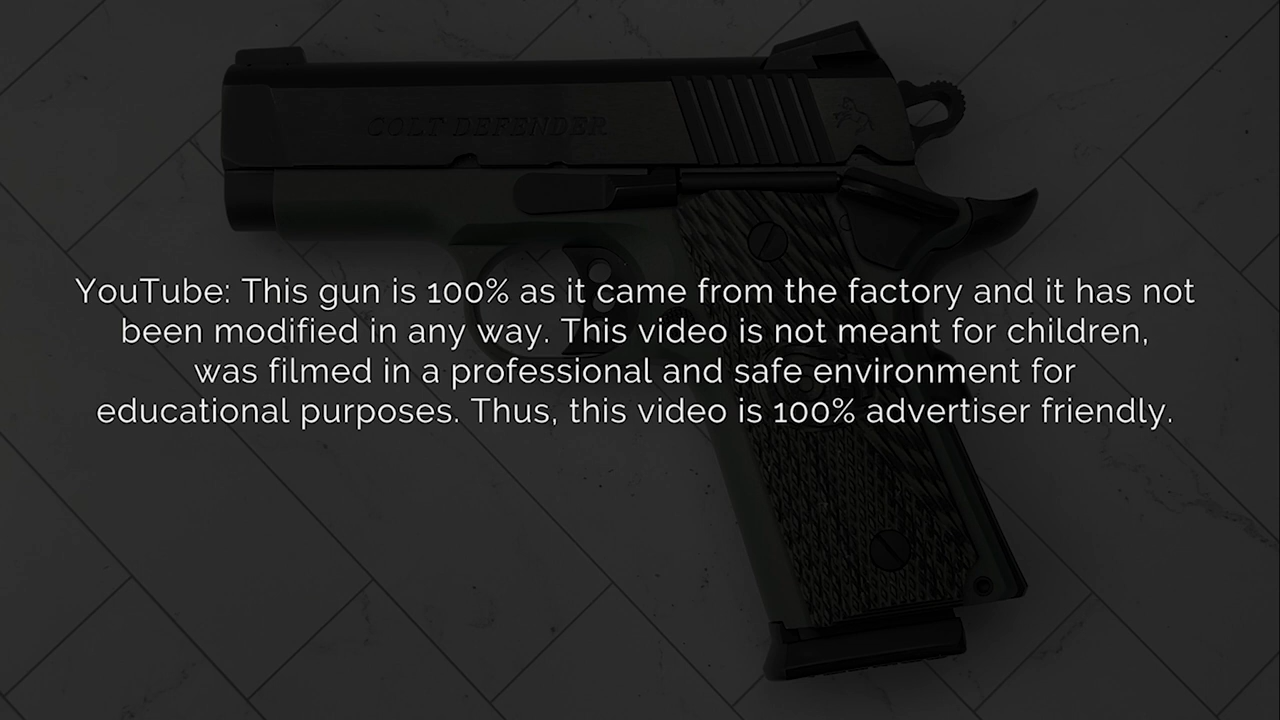 COLT DEFENDER
YouTube: This gun is 100% as it came from the factory and it has not
been modified in any way. This video is not meant for children,
was filmed in a professional and safe environment for
educational purposes. Thus, this video is 100% advertiser friendly.